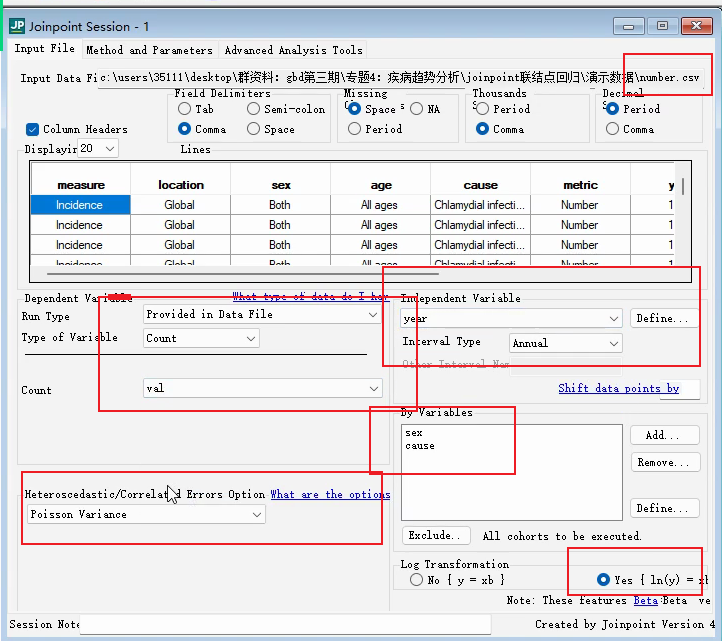 Joinpoint Session - 1
Input File Method and Parameters Advanced Analysis Tools
Input Data Fi c:\users\35111\desktop\群资料: gbd第三期\专题4: 疾病趋势分析\joinpoint联结点回归\演示数据\number.csv
Field Delimiters Missing Thousands Decimal
Tab Semi-colon Space NA Period Period
Column Headers Comma Space Period Comma Comma
Displayin 20 Lines
measure location sex age cause metric y
Incidence Global Both All ages Chlamydial infecti... Number 1
Incidence Global Both All ages Chlamydial infecti... Number 1
Incidence Global Both All ages Chlamydial infecti... Number 1
Incidence Global Both All ages Chlamydial infecti... Number 1
Dependent Variable What type of data do I hav Independent Variable
Run Type Provided in Data File year Define...
Type of Variable Count Interval Type Annual
Other Interval Nam
Shift data points by
Count val
By Variables
sex
cause
Add...
Remove...
Heteroscedastic/Correlated Errors Option What are the options
Poisson Variance Define...
Exclude.. All cohorts to be executed.
Log Transformation
No { y = xb } Yes { ln(y) = xb
Note: These features Beta Beta ve
Session Note Created by Joinpoint Version 4